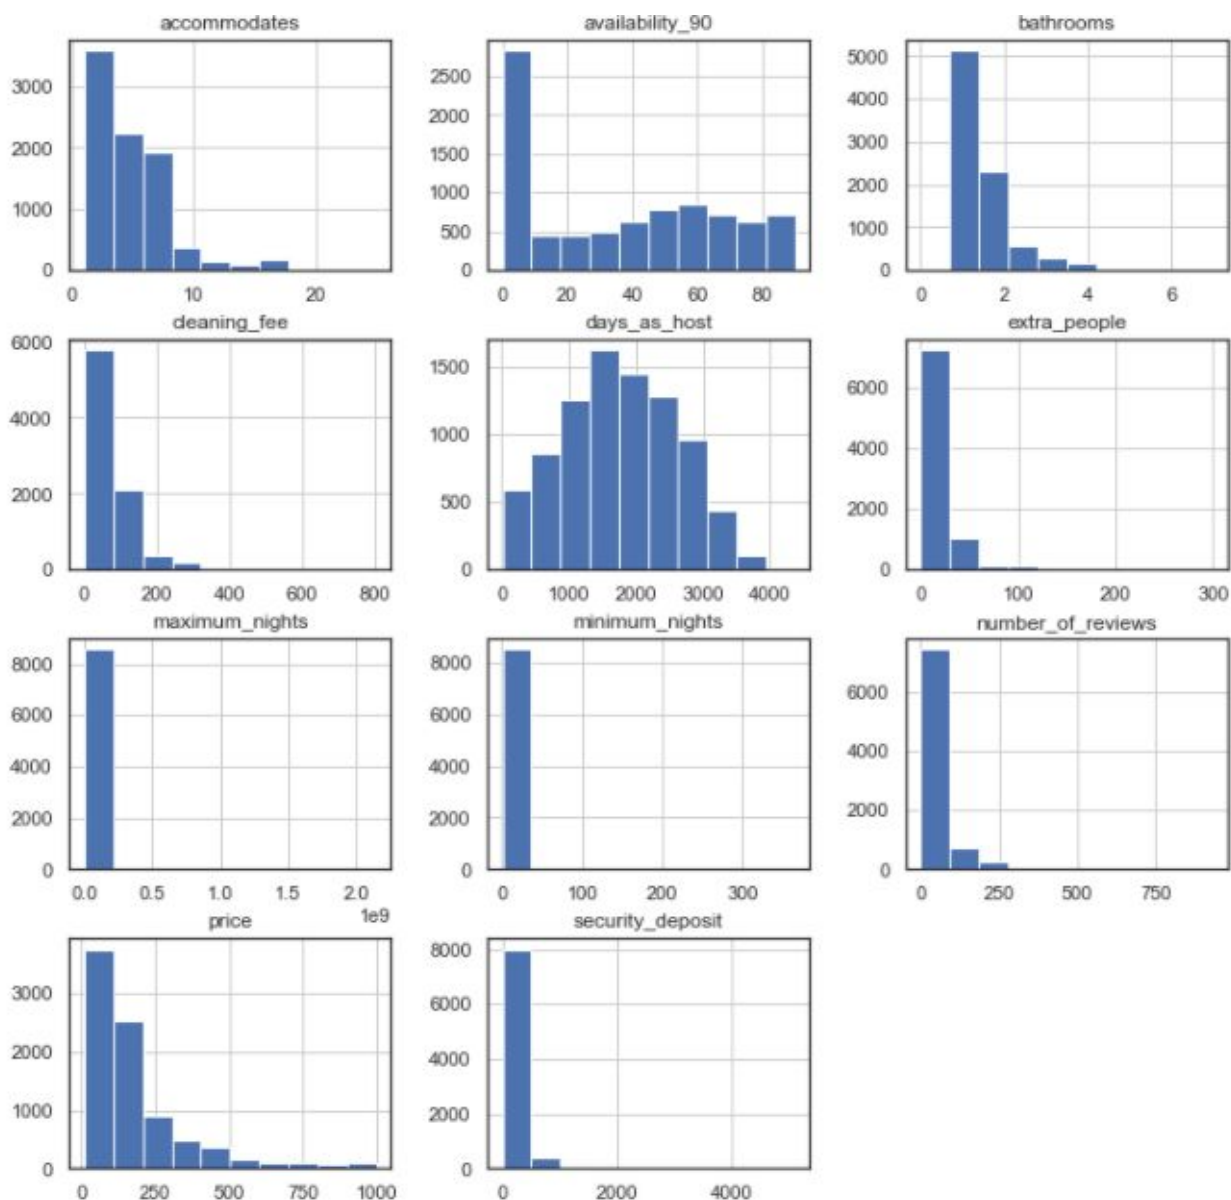 accommodates
3000
2000
1000
0
0 10 20
availability_90
2500
2000
1500
1000
500
0
0 20 40 60 80
bathrooms
5000
4000
3000
2000
1000
0
0 2 4 6
cleaning_fee
6000
4000
2000
0
0 200 400 600 800
days_as_host
1500
1000
500
0
0 1000 2000 3000 4000
extra_people
6000
4000
2000
0
0 100 200 300
maximum_nights
8000
6000
4000
2000
0
0.0 0.5 1.0 1.5 2.0
1e9
minimum_nights
8000
6000
4000
2000
0
0 100 200 300
number_of_reviews
6000
4000
2000
0
0 250 500 750
price
3000
2000
1000
0
0 250 500 750 1000
security_deposit
8000
6000
4000
2000
0
0 2000 4000